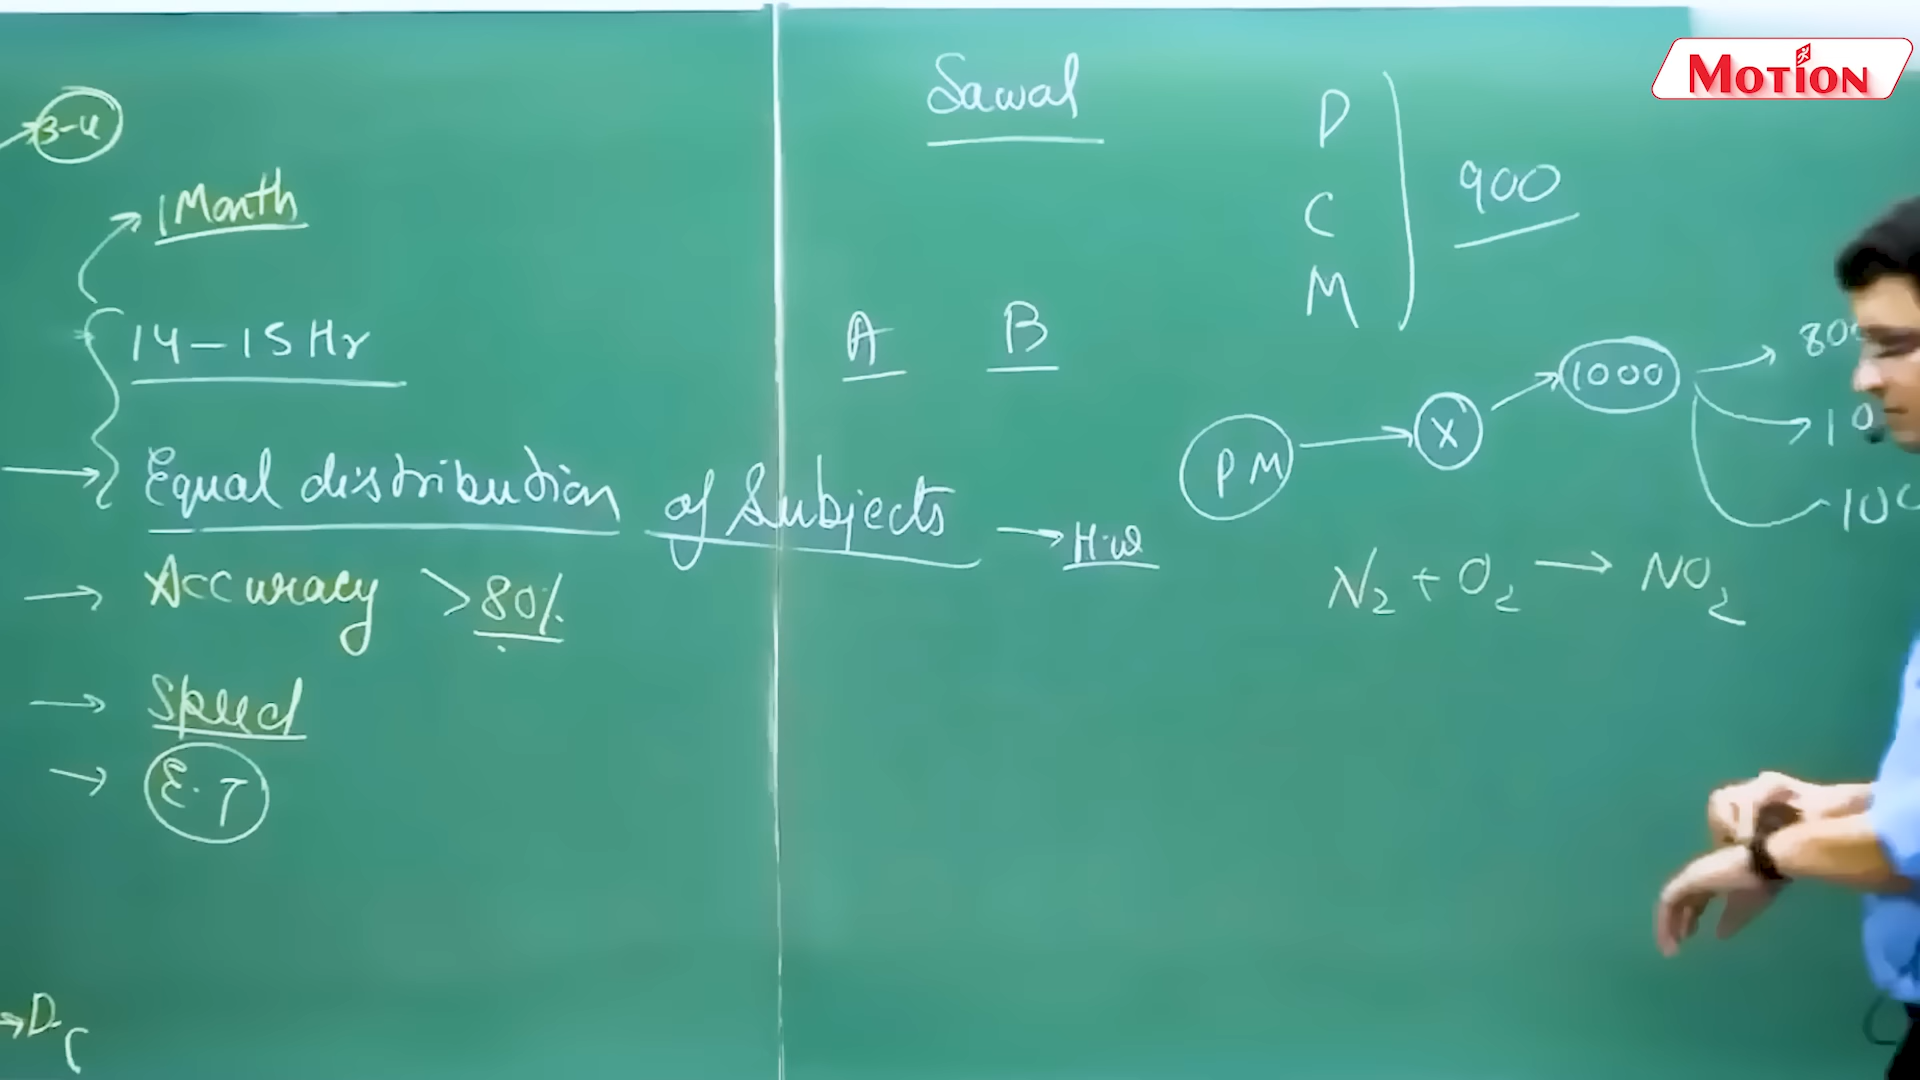 MOTION
3-4
1 Month
14-15 Hr
Equal distribution of Subjects → H.W
→ Accuracy >80%
→ Speed
→ E.T
→ D
Sawal
P
C
M
900
A B
PM → X → 1000
N₂ + O₂ → NO₂